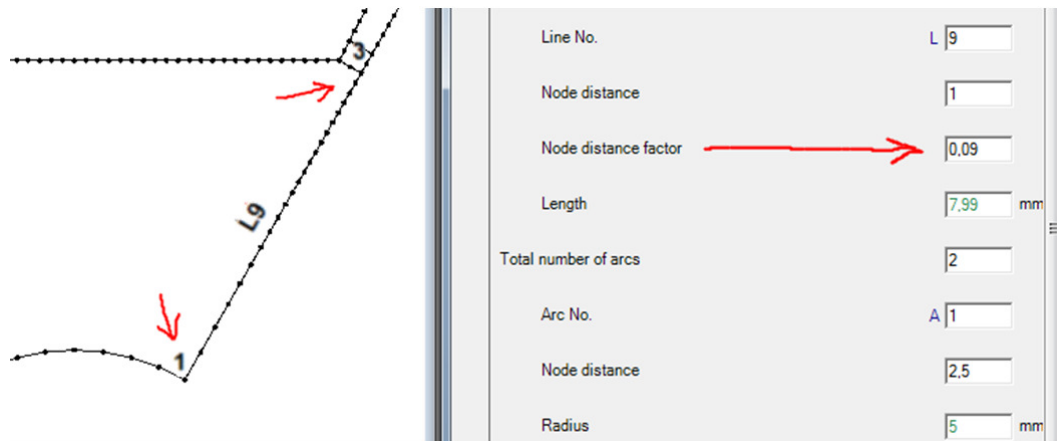 3
L9
1
Line No. L 9
Node distance 1
Node distance factor 0,09
Length 7,99 mm
Total number of arcs 2
Arc No. A 1
Node distance 2,5
Radius 5 mm